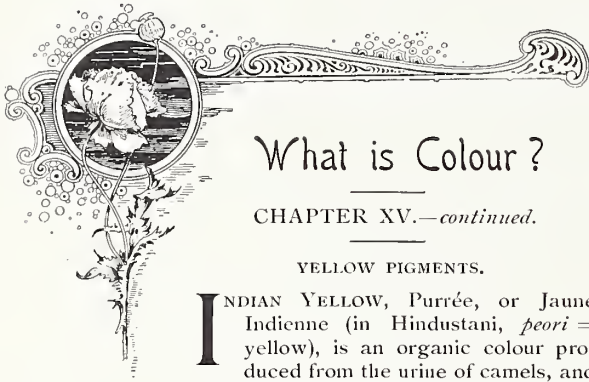 What is Colour ?
CHAPTER XV.—continued.
YELLOW PIGMENTS.
INDIAN YELLOW, Purrée, or Jaune
Indienne (in Hindustani, peori =
yellow), is an organic colour pro-
duced from the urine of camels, and